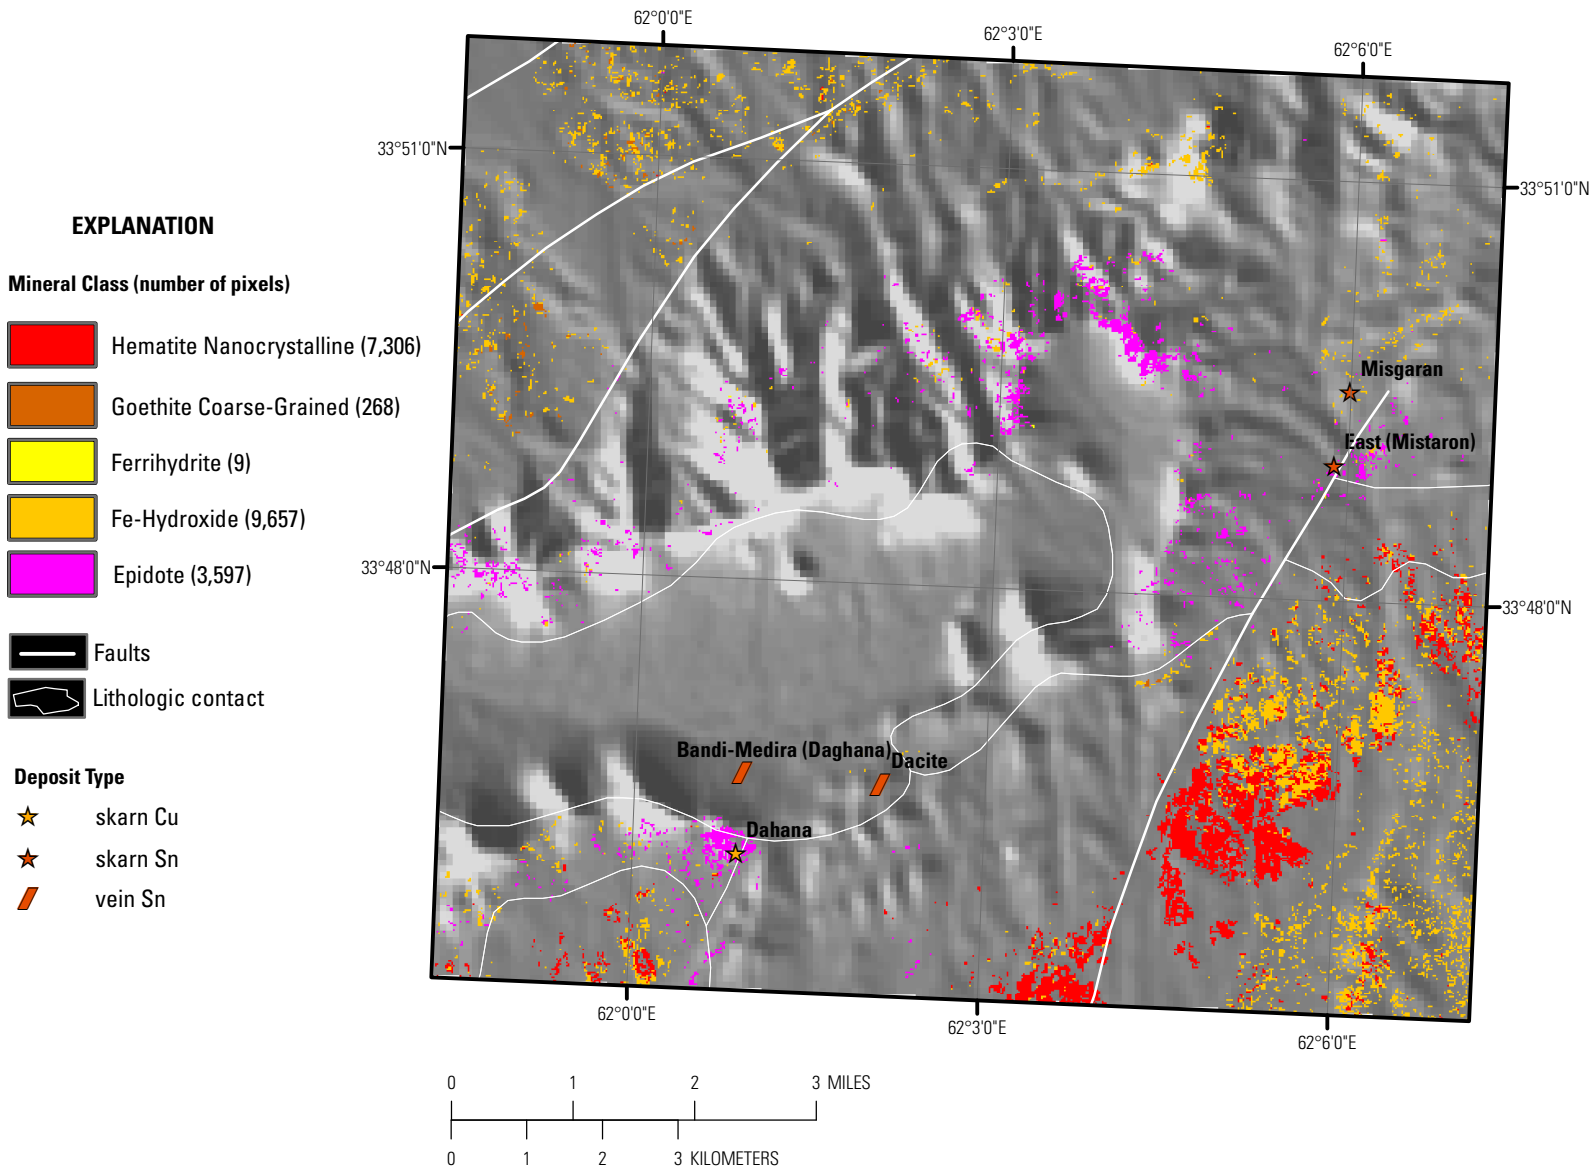 62°0'0"E
62°3'0"E
62°6'0"E
33°51'0"N
33°51'0"N
EXPLANATION
Mineral Class (number of pixels)
Hematite Nanocrystalline (7,306)
Goethite Coarse-Grained (268)
Ferrihydrite (9)
Fe-Hydroxide (9,657)
Epidote (3,597)
Faults
Lithologic contact
Deposit Type
skarn Cu
skarn Sn
vein Sn
Misgaran
East (Mistaron)
33°48'0"N
33°48'0"N
Bandi-Medira (Daghana)
Dacite
Dahana
62°0'0"E
62°3'0"E
62°6'0"E
0 1 2 3 MILES
0 1 2 3 KILOMETERS